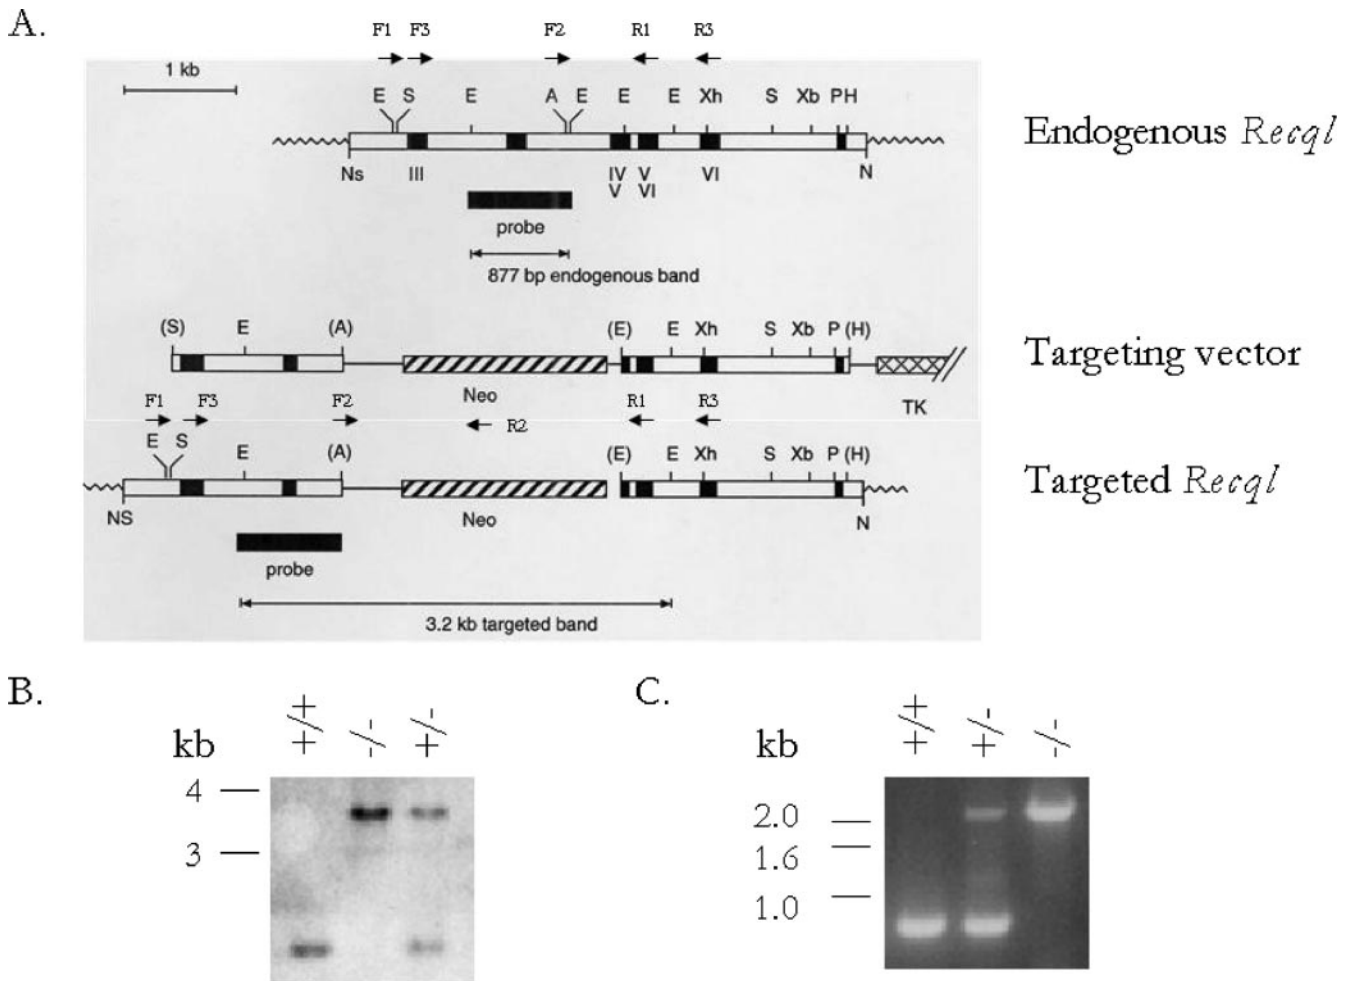 A.
F1 F3 F2 R1 R3
1 kb
E S E A E E E Xh S Xb P H
Endogenous Recql
Ns III IV V VI N
V VI
probe
877 bp endogenous band
(S) E (A) (E) E Xh S Xb P (H)
Targeting vector
Neo TK
F1 F3 F2 R2 R1 R3
E S E (A) (E) E Xh S Xb P (H)
Targeted Recql
NS Neo N
probe
3.2 kb targeted band
B.
+/+ -/- +/-
kb
4
3
C.
+/+ +/- -/-
kb
2.0
1.6
1.0